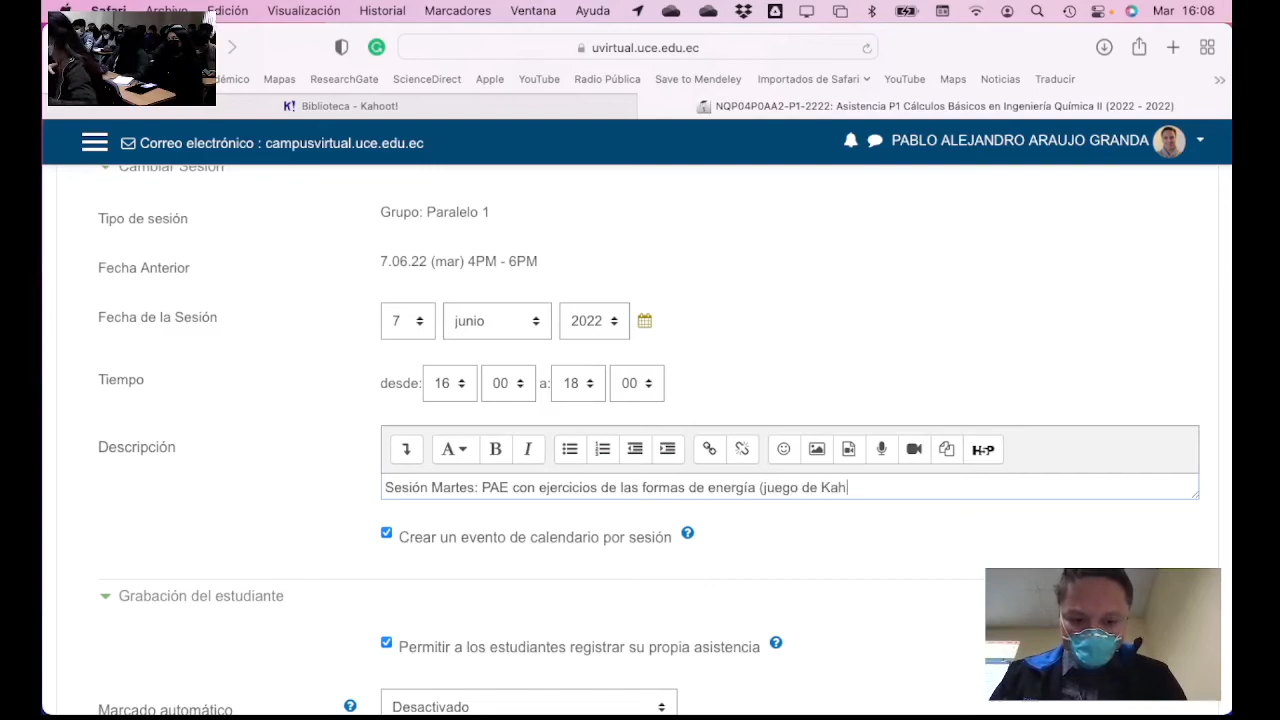 Safari Archivo Edición Visualización Historial Marcadores Ventana Ayuda Mar 16:08
uvirtual.uce.edu.ec
Mapas ResearchGate ScienceDirect Apple YouTube Radio Pública Save to Mendeley Importados de Safari YouTube Maps Noticias Traducir
K! Biblioteca - Kahoot! NQP04P0AA2-P1-2222: Asistencia P1 Cálculos Básicos en Ingeniería Química II (2022 - 2022)
Correo electrónico : campusvirtual.uce.edu.ec PABLO ALEJANDRO ARAUJO GRANDA
Cambiar Sesión
Tipo de sesión Grupo: Paralelo 1
Fecha Anterior 7.06.22 (mar) 4PM - 6PM
Fecha de la Sesión 7 junio 2022
Tiempo desde: 16 00 a: 18 00
Descripción A B I H-P
Sesión Martes: PAE con ejercicios de las formas de energía (juego de Kah
Crear un evento de calendario por sesión
Grabación del estudiante
Permitir a los estudiantes registrar su propia asistencia
Marcado automático Desactivado